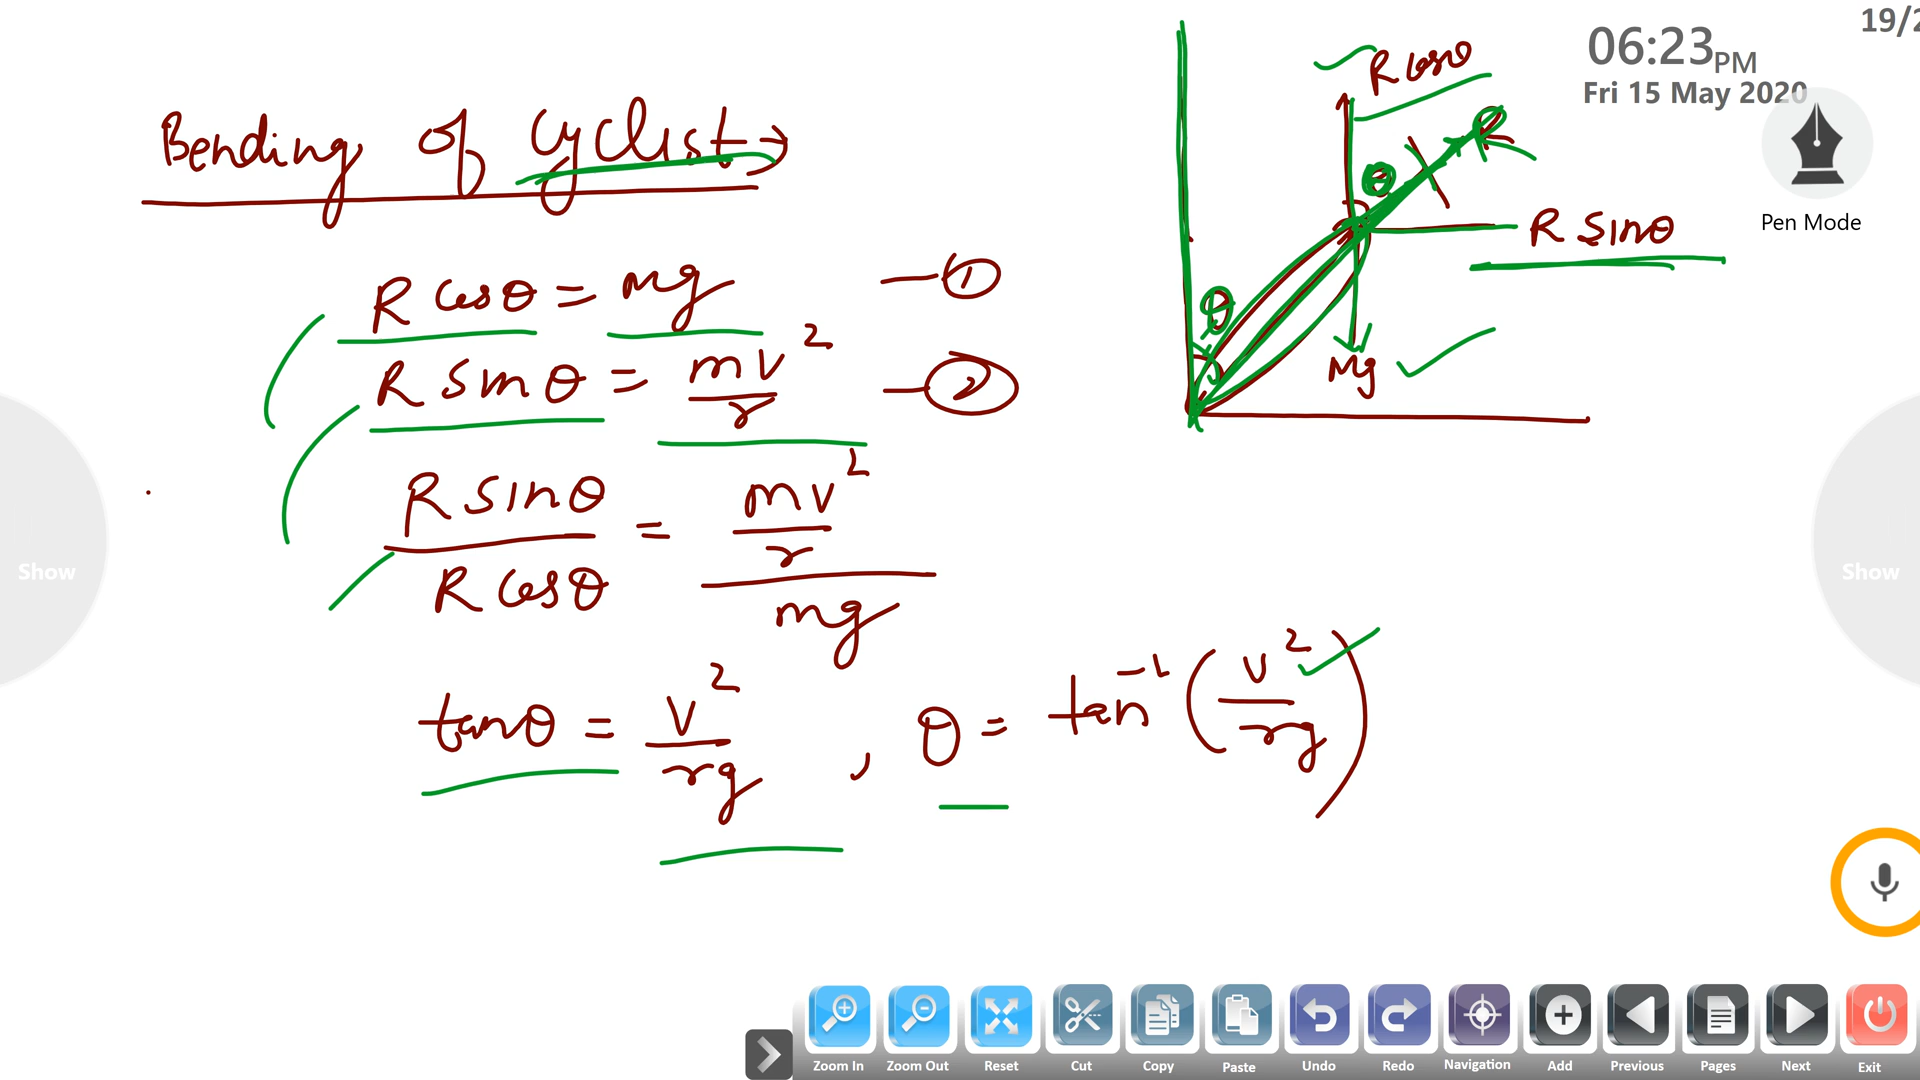 19/2
06:23 PM
Fri 15 May 2020
Pen Mode
Bending of Cyclist →
R cosθ = mg —①
R sinθ = mv²/r —②
R sinθ / R cosθ = (mv²/r) / mg
tanθ = v²/rg , θ = tan⁻¹ (v²/rg)
R cosθ
R
θ
R sinθ
θ
Mg
Show
Show
Zoom In Zoom Out Reset Cut Copy Paste Undo Redo Navigation Add Previous Pages Next Exit